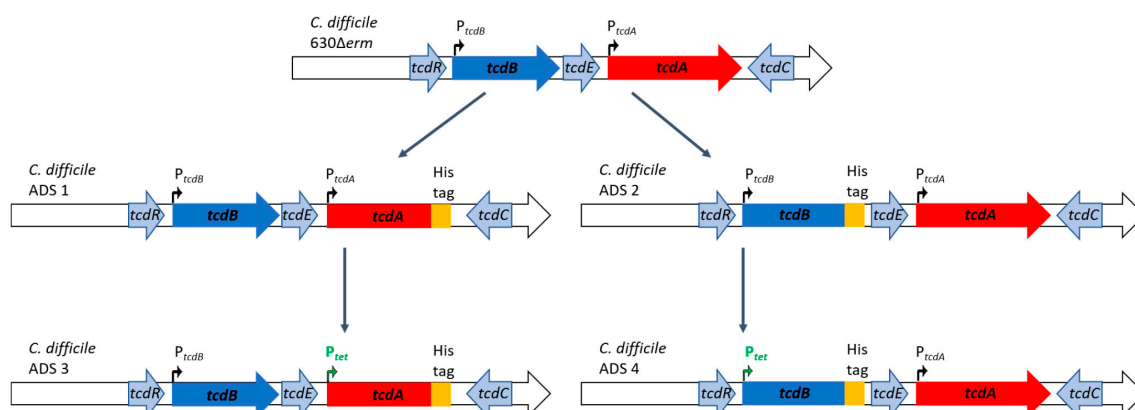 C. difficile
630Δerm
PtcdB
PtcdA
tcdR
tcdB
tcdE
tcdA
tcdC
C. difficile
ADS 1
PtcdB
PtcdA
His
tag
tcdR
tcdB
tcdE
tcdA
tcdC
C. difficile
ADS 2
PtcdB
His
tag
PtcdA
tcdR
tcdB
tcdE
tcdA
tcdC
C. difficile
ADS 3
PtcdB
Ptet
His
tag
tcdR
tcdB
tcdE
tcdA
tcdC
C. difficile
ADS 4
Ptet
His
tag
PtcdA
tcdR
tcdB
tcdE
tcdA
tcdC